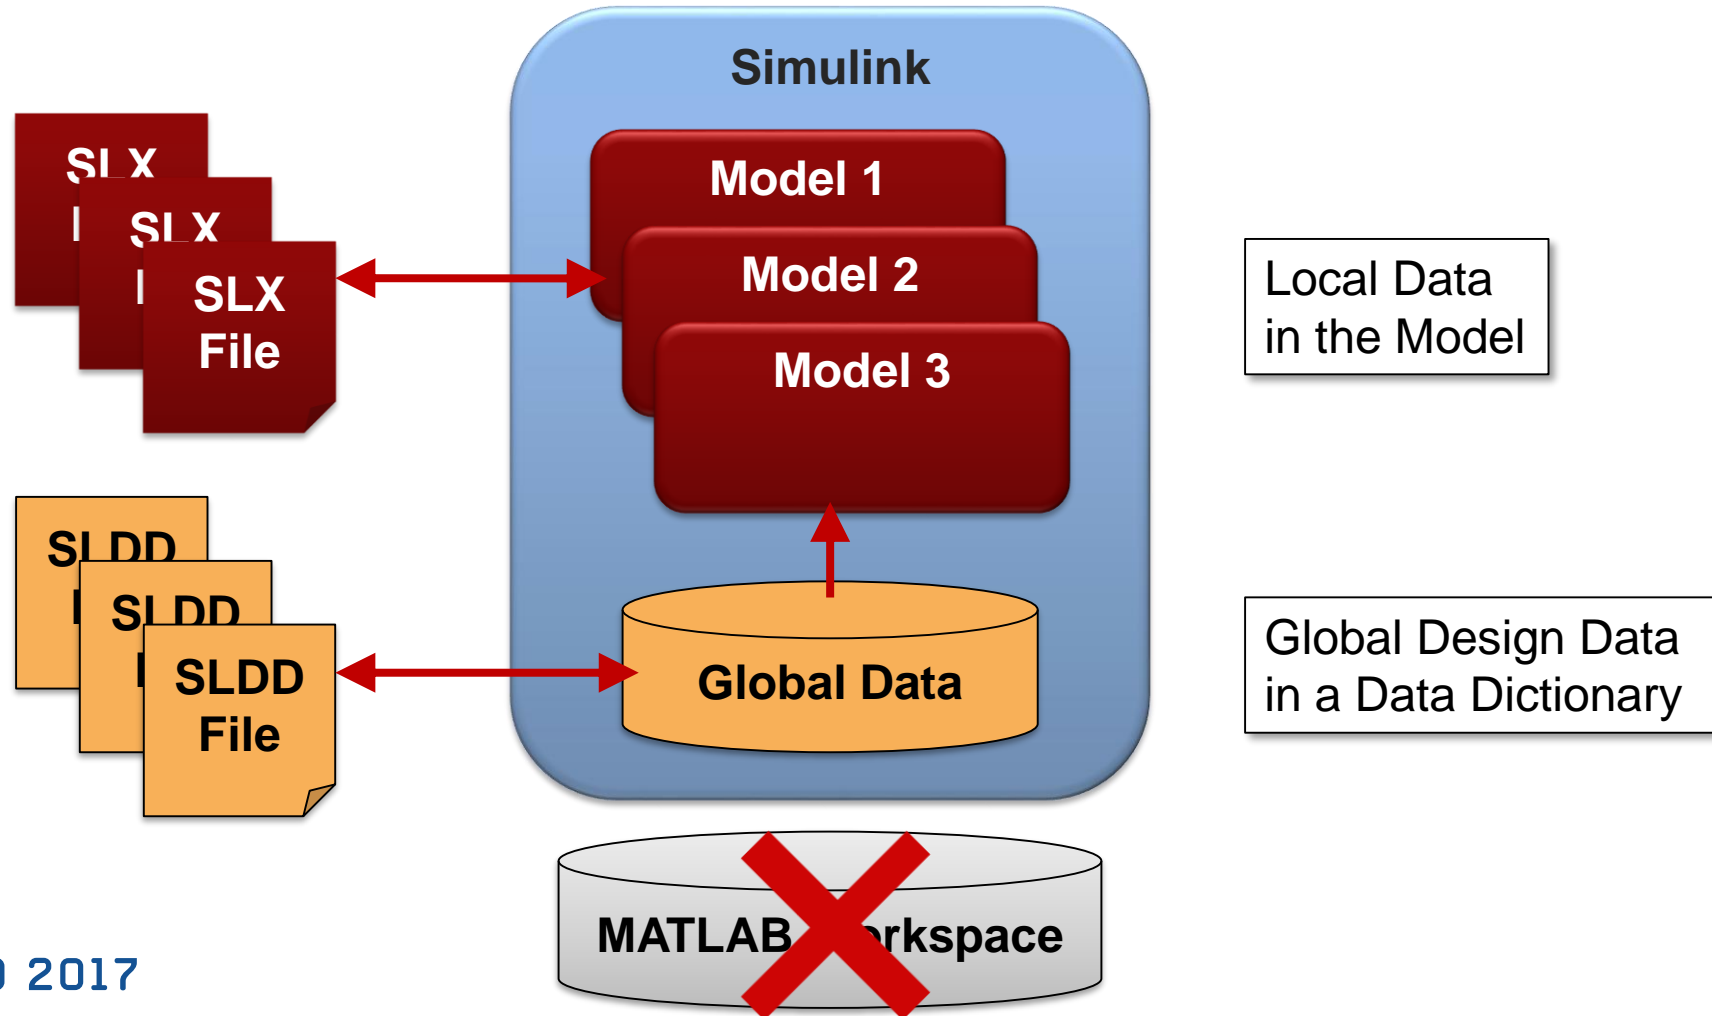 Simulink
SLX
SLX
SLX
File
Model 1
Model 2
Model 3
Local Data
in the Model
SLDD
SLDD
SLDD
File
Global Data
Global Design Data
in a Data Dictionary
MATLAB
2017